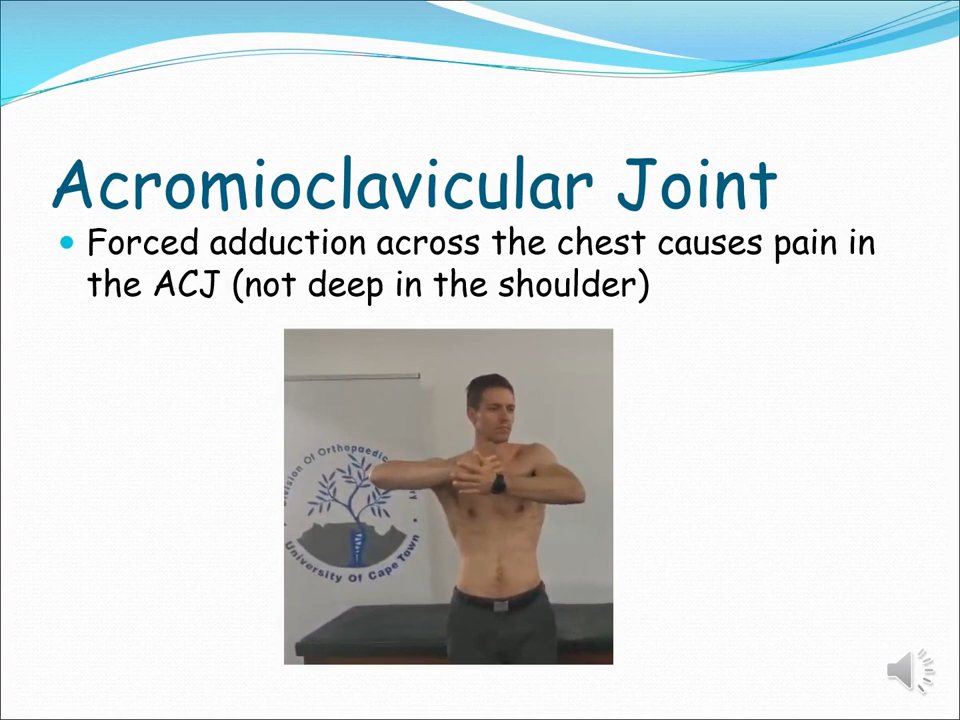 Acromioclavicular Joint
Forced adduction across the chest causes pain in
the ACJ (not deep in the shoulder)
Division Of Orthopaedic
University Of Cape Town